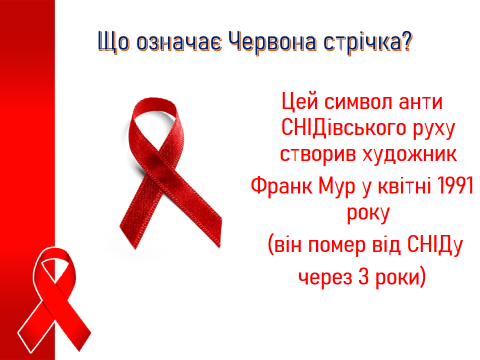 Що означає Червона стрічка?
Цей символ анти
СНІДівського руху
створив художник
Франк Мур у квітні 1991
року
(він помер від СНІДу
через 3 роки)